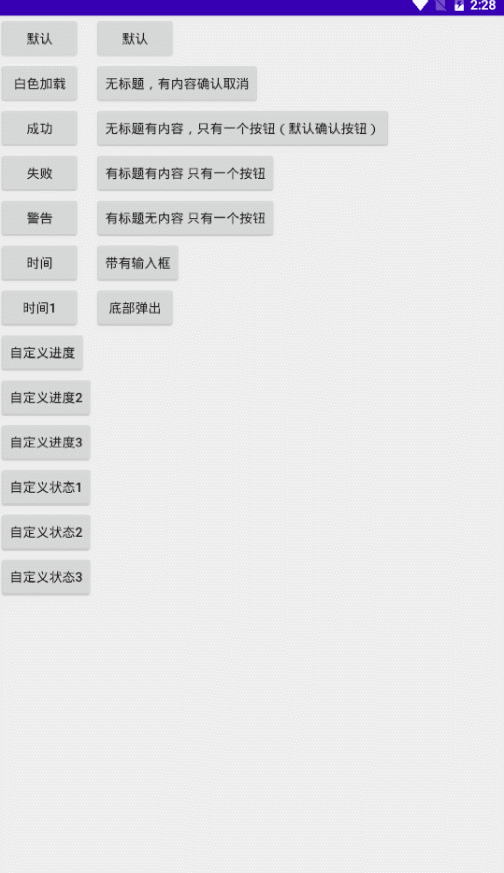 2:28
默认 默认
白色加载 无标题，有内容确认取消
成功 无标题有内容，只有一个按钮（默认确认按钮）
失败 有标题有内容 只有一个按钮
警告 有标题无内容 只有一个按钮
时间 带有输入框
时间1 底部弹出
自定义进度
自定义进度2
自定义进度3
自定义状态1
自定义状态2
自定义状态3